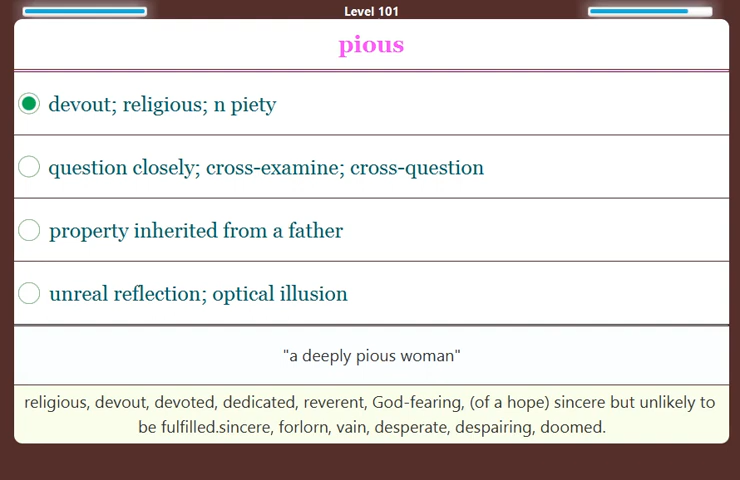 Level 101
pious
devout; religious; n piety
question closely; cross-examine; cross-question
property inherited from a father
unreal reflection; optical illusion
"a deeply pious woman"
religious, devout, devoted, dedicated, reverent, God-fearing, (of a hope) sincere but unlikely to
be fulfilled.sincere, forlorn, vain, desperate, despairing, doomed.